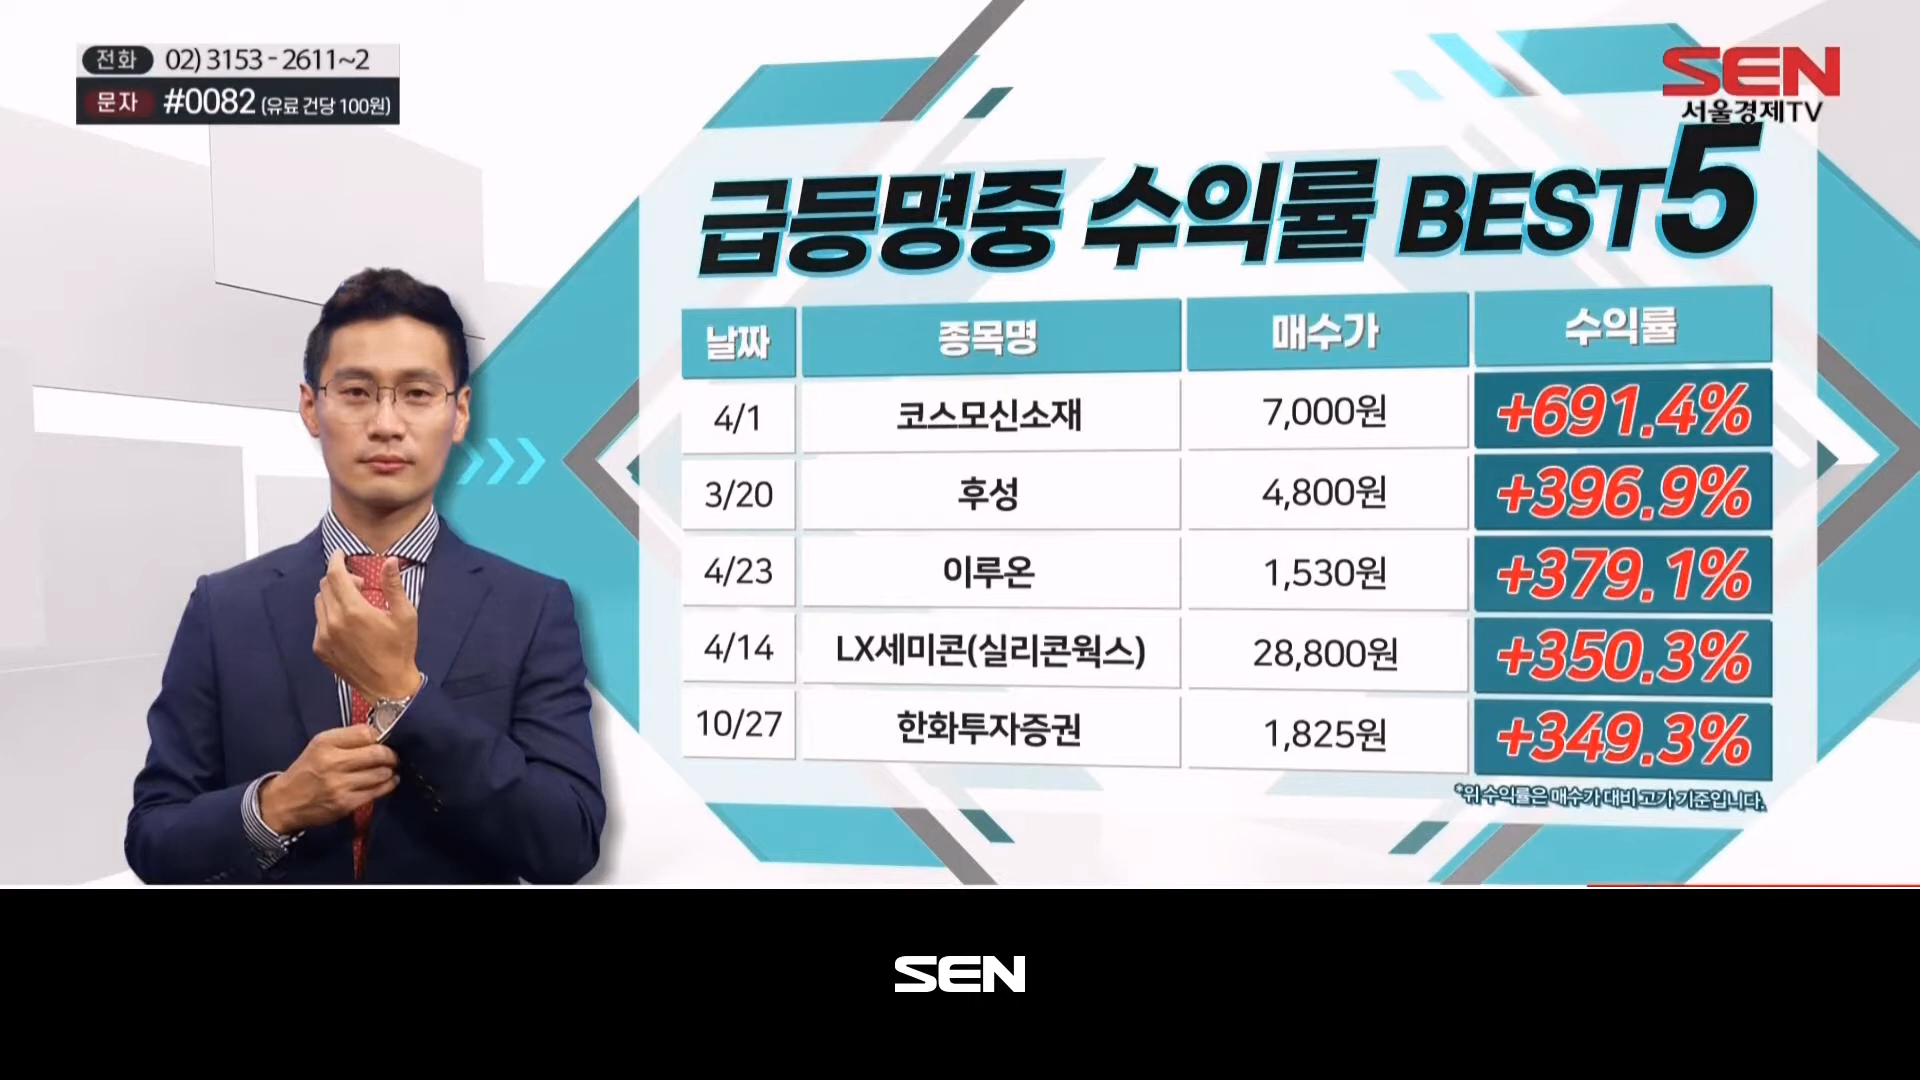 전화 02) 3153 - 2611~2
문자 #0082 (유료 건당 100원)
SEN
서울경제TV
급등명중 수익률 BEST5
날짜 종목명 매수가 수익률
4/1 코스모신소재 7,000원 +691.4%
3/20 후성 4,800원 +396.9%
4/23 이루온 1,530원 +379.1%
4/14 LX세미콘(실리콘웍스) 28,800원 +350.3%
10/27 한화투자증권 1,825원 +349.3%
*위 수익률은 매수가 대비 고가 기준입니다.
SEN